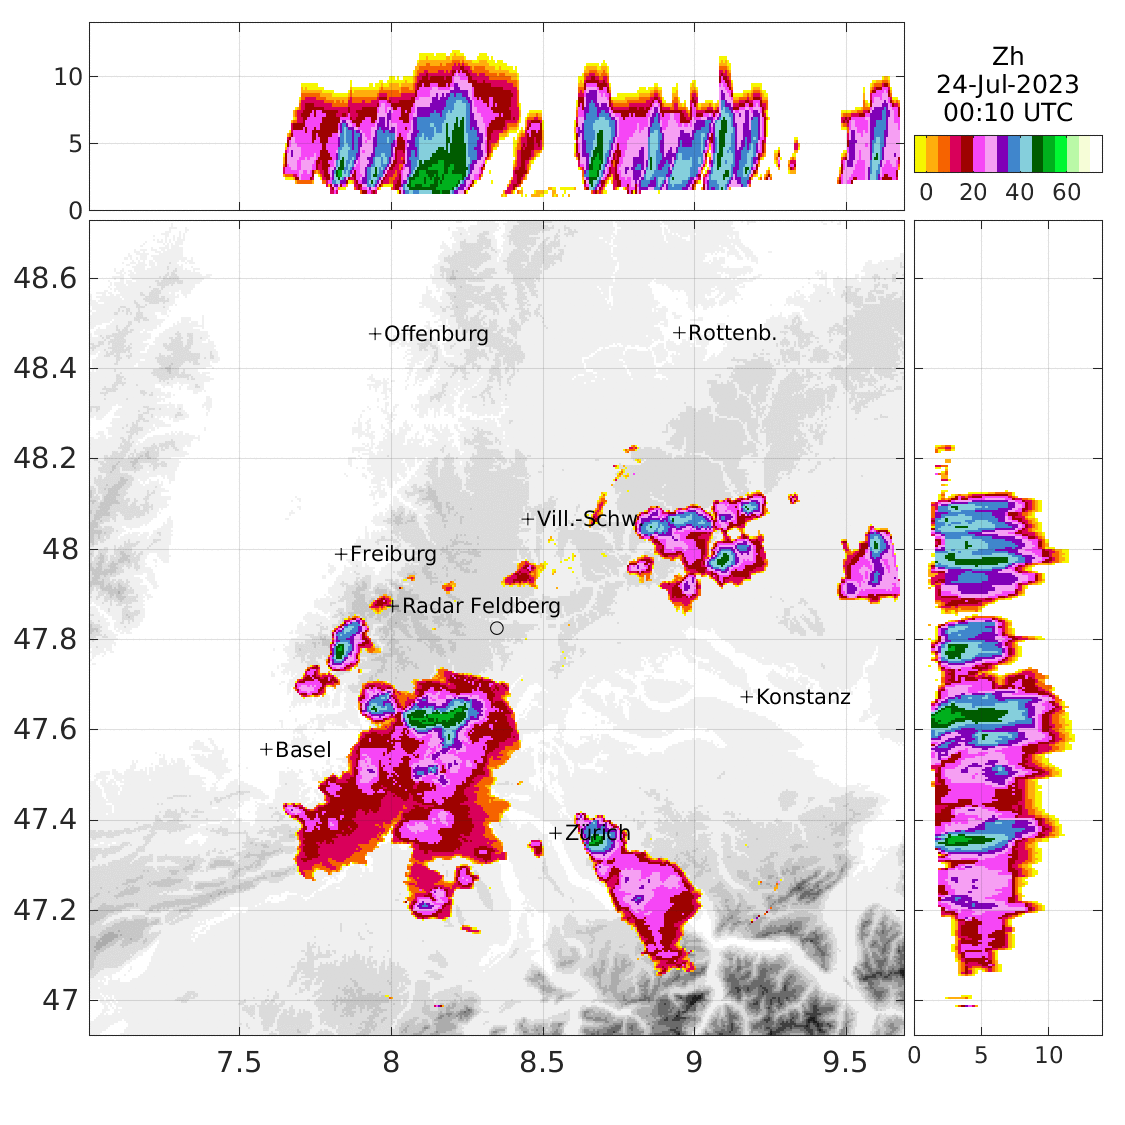 10
5
0
Zh
24-Jul-2023
00:10 UTC
0 20 40 60
48.6
48.4
48.2
48
47.8
47.6
47.4
47.2
47
+Offenburg
+Rottenb.
+Vill.-Schw
+Freiburg
+Radar Feldberg
+Konstanz
+Basel
+Zürich
7.5 8 8.5 9 9.5
0 5 10